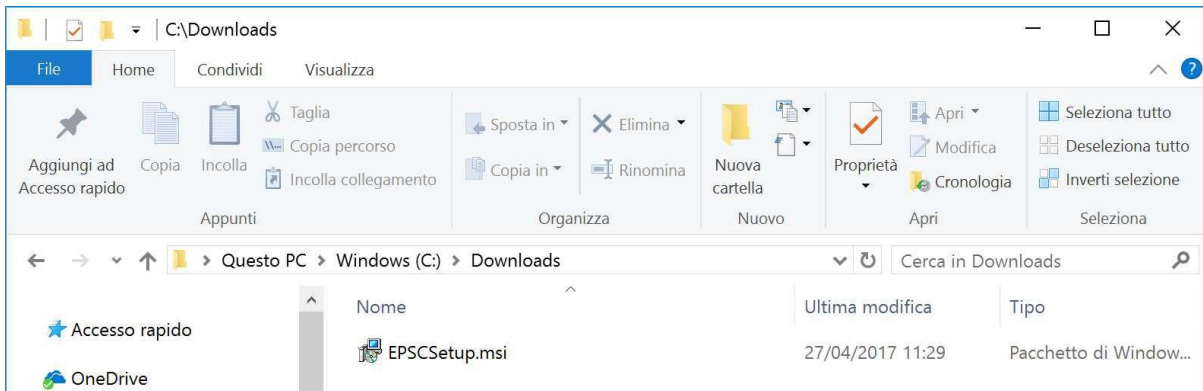 C:\Downloads
File Home Condividi Visualizza
Aggiungi ad
Accesso rapido
Copia
Incolla
Taglia
Copia percorso
Incolla collegamento
Appunti
Sposta in
Copia in
Elimina
Rinomina
Organizza
Nuova
cartella
Nuovo
Proprietà
Apri
Modifica
Cronologia
Apri
Seleziona tutto
Deseleziona tutto
Inverti selezione
Seleziona
Questo PC > Windows (C:) > Downloads
Cerca in Downloads
Accesso rapido
OneDrive
Nome Ultima modifica Tipo
EPSCSetup.msi 27/04/2017 11:29 Pacchetto di Window...